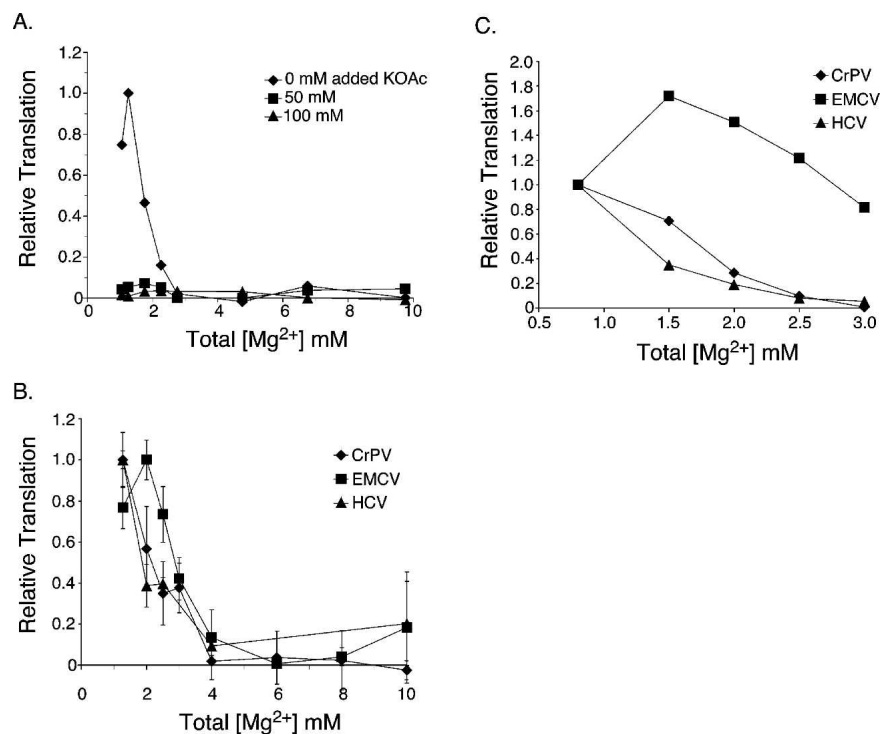 A.
Relative Translation
1.2
1.0
0.8
0.6
0.4
0.2
0
0 mM added KOAc
50 mM
100 mM
0 2 4 6 8 10
Total [Mg2+] mM
B.
Relative Translation
1.2
1.0
0.8
0.6
0.4
0.2
0
CrPV
EMCV
HCV
0 2 4 6 8 10
Total [Mg2+] mM
C.
Relative Translation
2.0
1.8
1.6
1.4
1.2
1.0
0.8
0.6
0.4
0.2
0
CrPV
EMCV
HCV
0.5 1.0 1.5 2.0 2.5 3.0
Total [Mg2+] mM